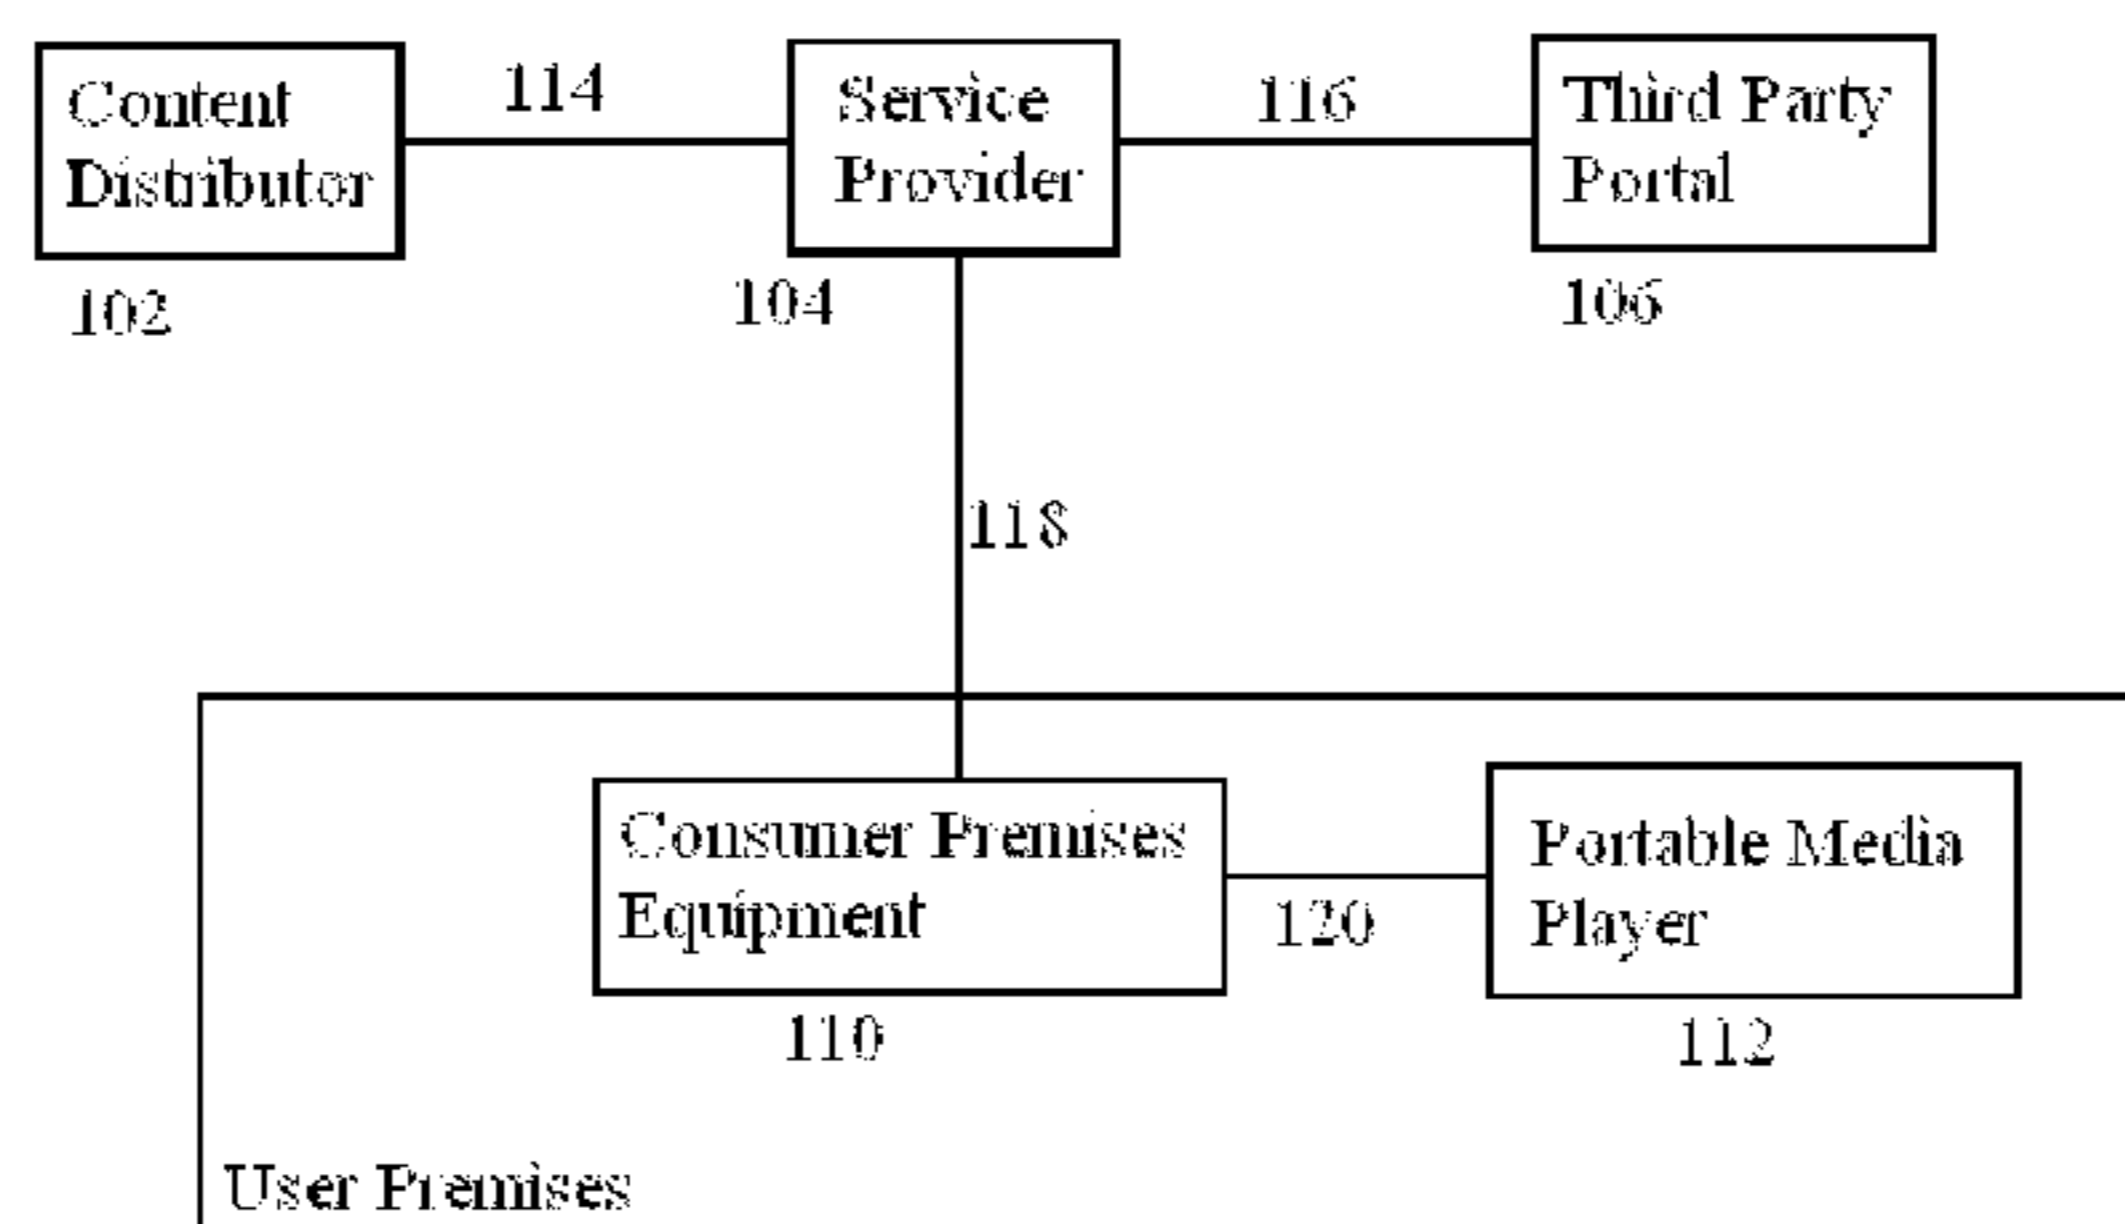 Content
Distributor
102
114
Service
Provider
104
116
Third Party
Portal
106
118
Consumer Premises
Equipment
110
120
Portable Media
Player
112
User Premises